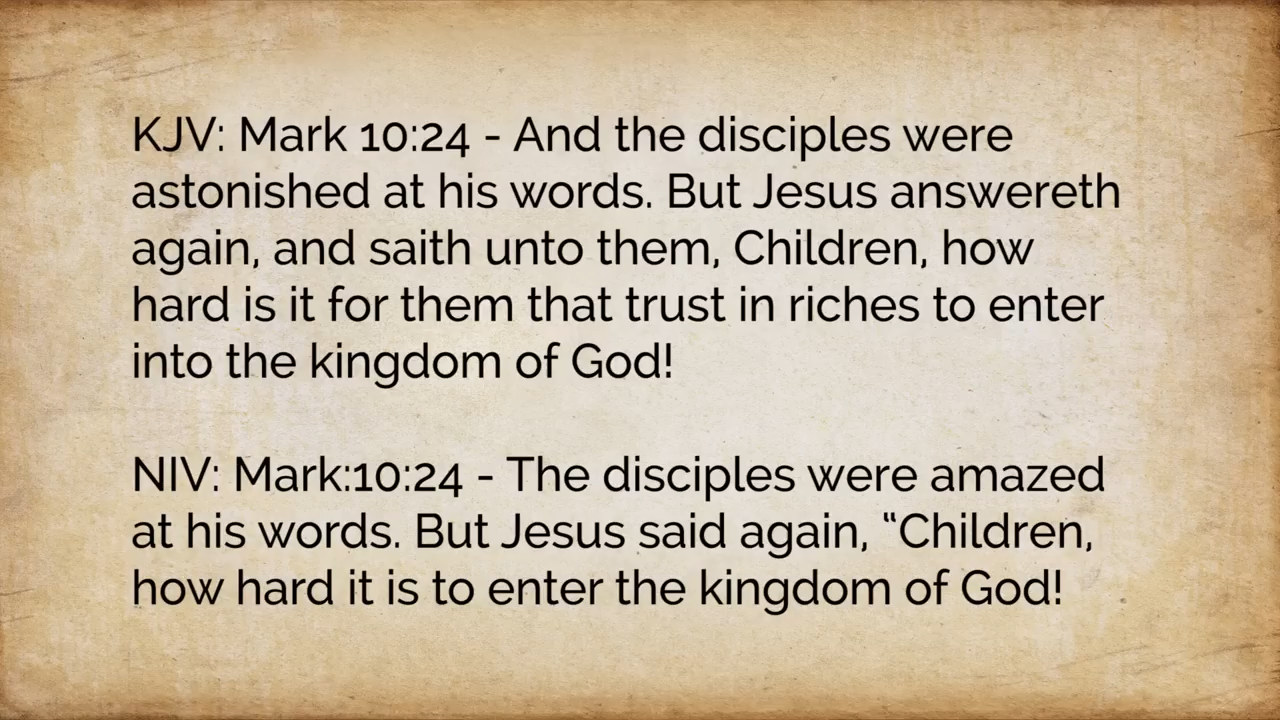 KJV: Mark 10:24 - And the disciples were
astonished at his words. But Jesus answereth
again, and saith unto them, Children, how
hard is it for them that trust in riches to enter
into the kingdom of God!
NIV: Mark:10:24 - The disciples were amazed
at his words. But Jesus said again, “Children,
how hard it is to enter the kingdom of God!